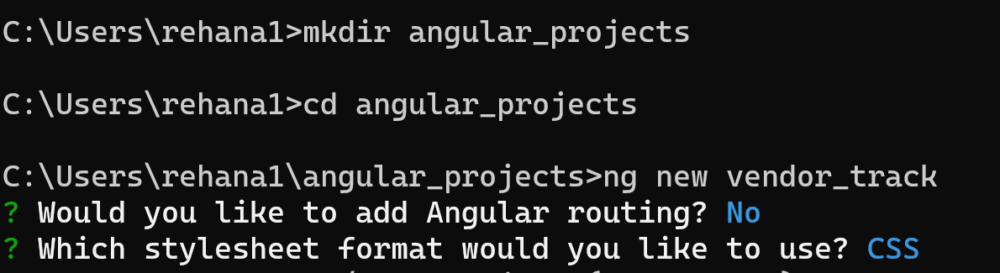 C:\Users\rehana1>mkdir angular_projects
C:\Users\rehana1>cd angular_projects
C:\Users\rehana1\angular_projects>ng new vendor_track
? Would you like to add Angular routing? No
? Which stylesheet format would you like to use? CSS